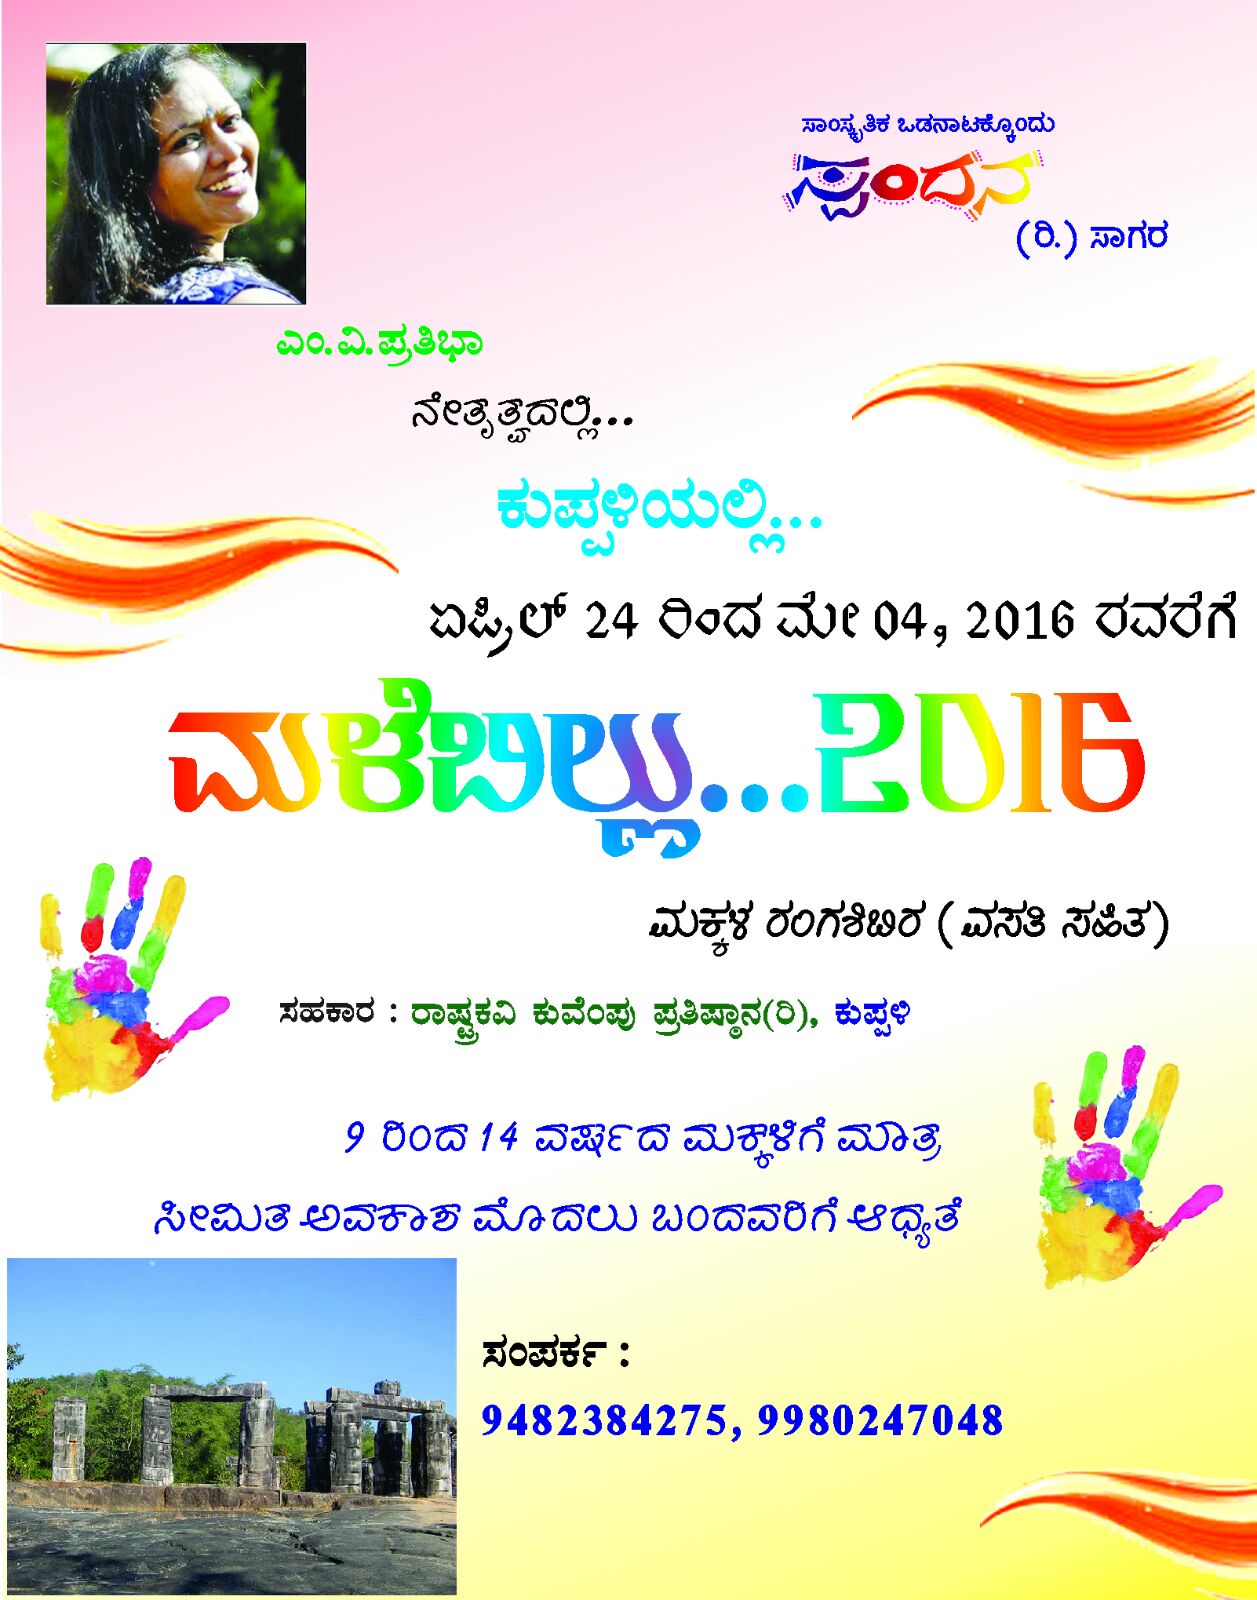 ಸಾಂಸ್ಕೃತಿಕ ಒಡನಾಟಕ್ಕೊಂದು
ಸ್ಪಂದನ
(ರಿ.) ಸಾಗರ
ಎಂ.ವಿ.ಪ್ರತಿಭಾ
ನೇತೃತ್ವದಲ್ಲಿ...
ಕುಪ್ಪಳಿಯಲ್ಲಿ...
ಏಪ್ರಿಲ್ 24 ರಿಂದ ಮೇ 04, 2016 ರವರೆಗೆ
ಮಳೆಬಿಲ್ಲು...2016
ಮಕ್ಕಳ ರಂಗಶಿಬಿರ (ವಸತಿ ಸಹಿತ)
ಸಹಕಾರ : ರಾಷ್ಟ್ರಕವಿ ಕುವೆಂಪು ಪ್ರತಿಷ್ಠಾನ(ರಿ), ಕುಪ್ಪಳಿ
9 ರಿಂದ 14 ವರ್ಷದ ಮಕ್ಕಳಿಗೆ ಮಾತ್ರ
ಸೀಮಿತ ಅವಕಾಶ ಮೊದಲು ಬಂದವರಿಗೆ ಆಧ್ಯತೆ
ಸಂಪರ್ಕ :
9482384275, 9980247048